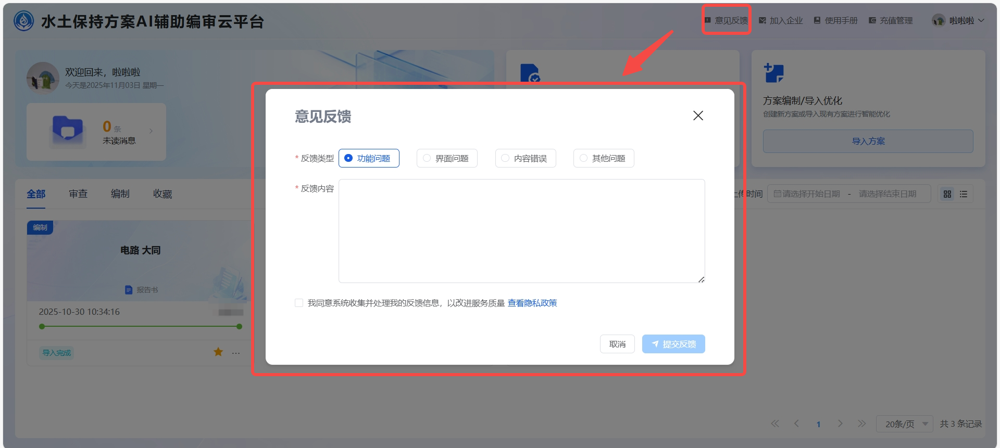 水土保持方案AI辅助编审云平台
意见反馈
加入企业
使用手册
充值管理
啦啦啦
欢迎回来，啦啦啦
今天是2025年11月03日 星期一
0 条
未读消息
方案编制/导入优化
创建新方案或导入现有方案进行智能优化
导入方案
全部
审查
编制
收藏
上传时间
请选择开始日期 - 请选择结束日期
编制
电路 大同
报告书
2025-10-30 10:34:16
导入完成
意见反馈
* 反馈类型
功能问题
界面问题
内容错误
其他问题
* 反馈内容
我同意系统收集并处理我的反馈信息，以改进服务质量 查看隐私政策
取消
提交反馈
1
20条/页
共 3 条记录